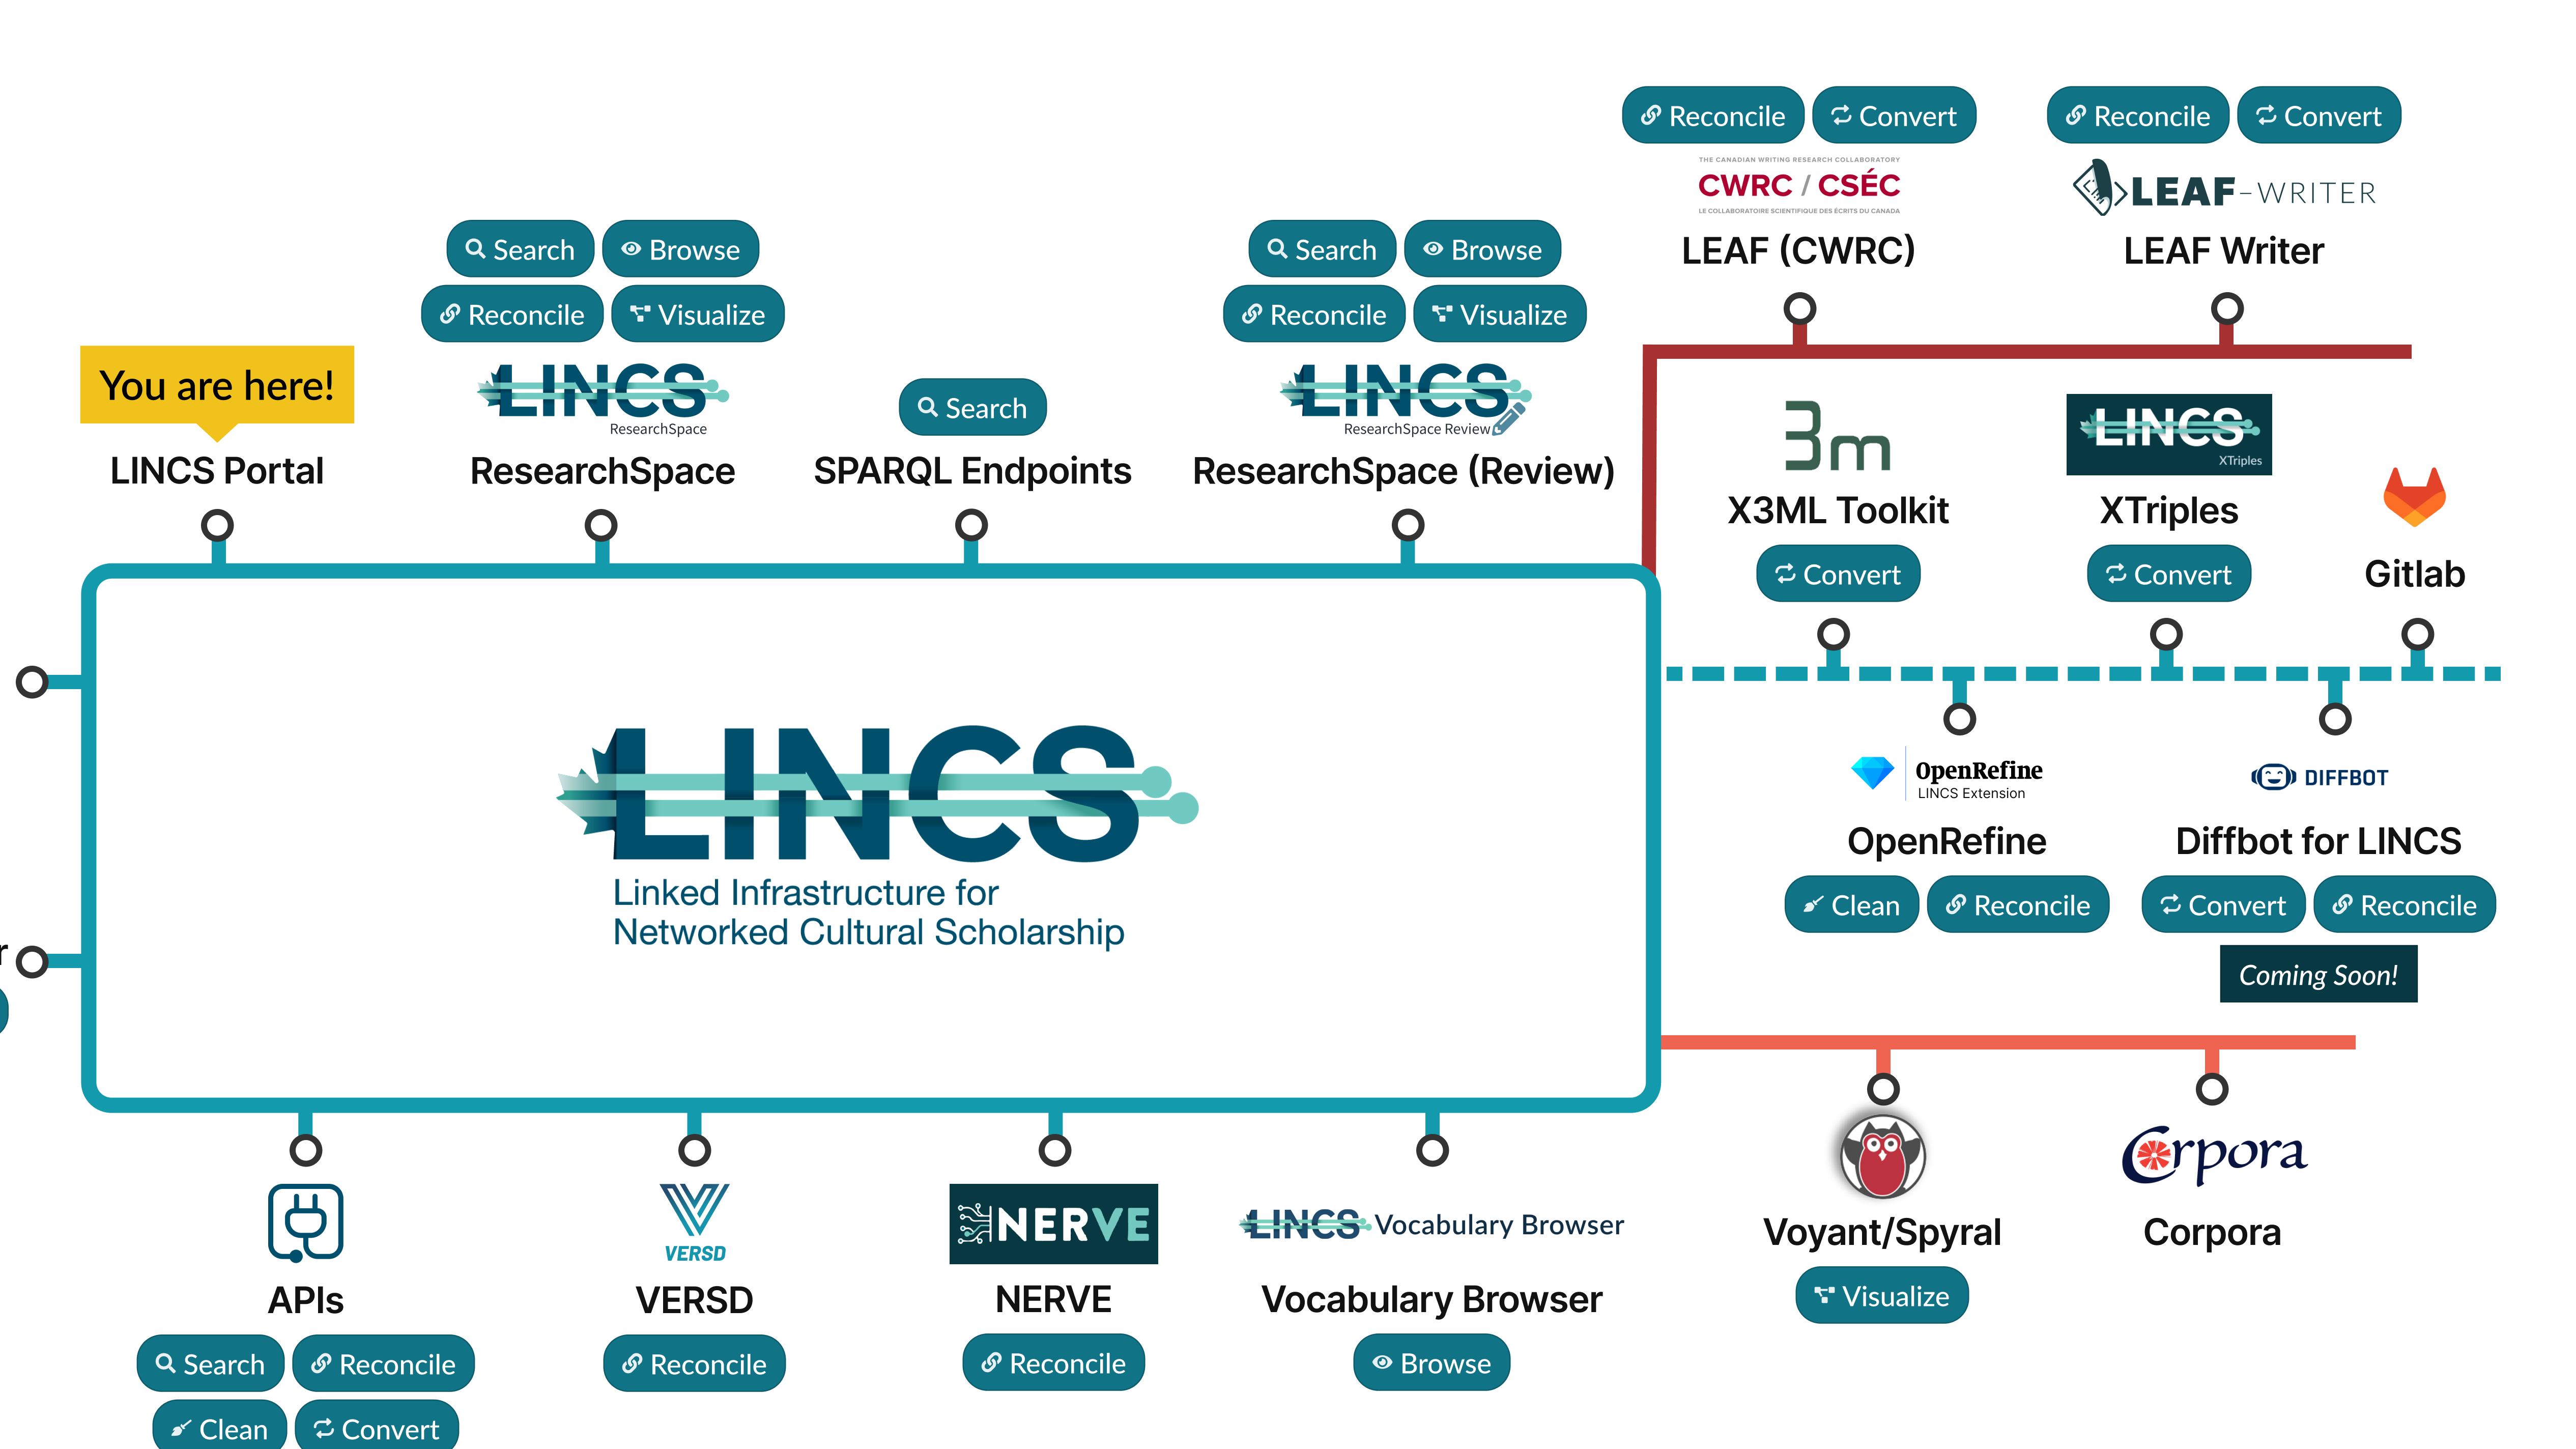 Reconcile Convert
THE CANADIAN WRITING RESEARCH COLLABORATORY
CWRC / CSÉC
LE COLLABORATOIRE SCIENTIFIQUE DES ÉCRITS DU CANADA
LEAF (CWRC)
Reconcile Convert
LEAF-WRITER
LEAF Writer
You are here!
LINCS Portal
Search Browse
Reconcile Visualize
LINCS
ResearchSpace
ResearchSpace
Search
SPARQL Endpoints
Search Browse
Reconcile Visualize
LINCS
ResearchSpace Review
ResearchSpace (Review)
3m
X3ML Toolkit
Convert
LINCS
XTriples
XTriples
Convert
Gitlab
LINCS
Linked Infrastructure for
Networked Cultural Scholarship
OpenRefine
LINCS Extension
OpenRefine
Clean Reconcile
DIFFBOT
Diffbot for LINCS
Convert Reconcile
Coming Soon!
APIs
Search Reconcile
Clean Convert
VERSD
VERSD
Reconcile
NERVE
NERVE
Reconcile
LINCS Vocabulary Browser
Vocabulary Browser
Browse
Voyant/Spyral
Visualize
Corpora
Corpora